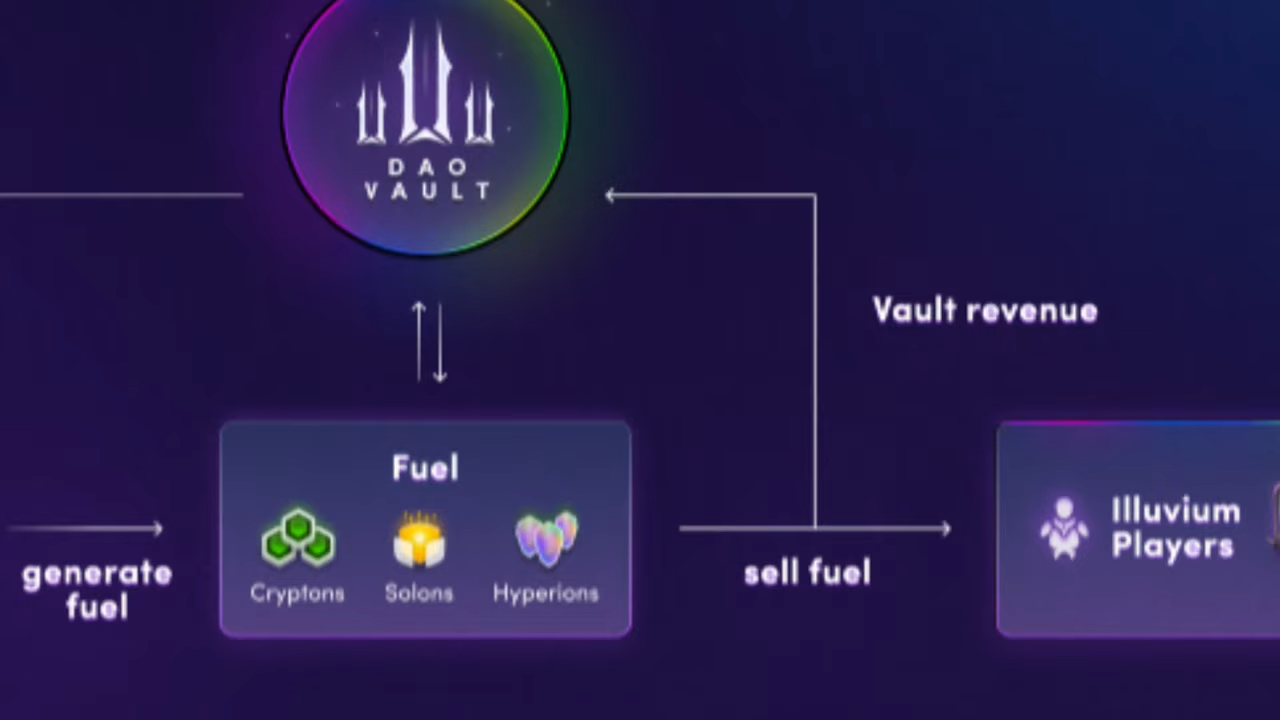 DAO
VAULT
Vault revenue
Fuel
Cryptons Solons Hyperions
generate
fuel
sell fuel
Illuvium
Players